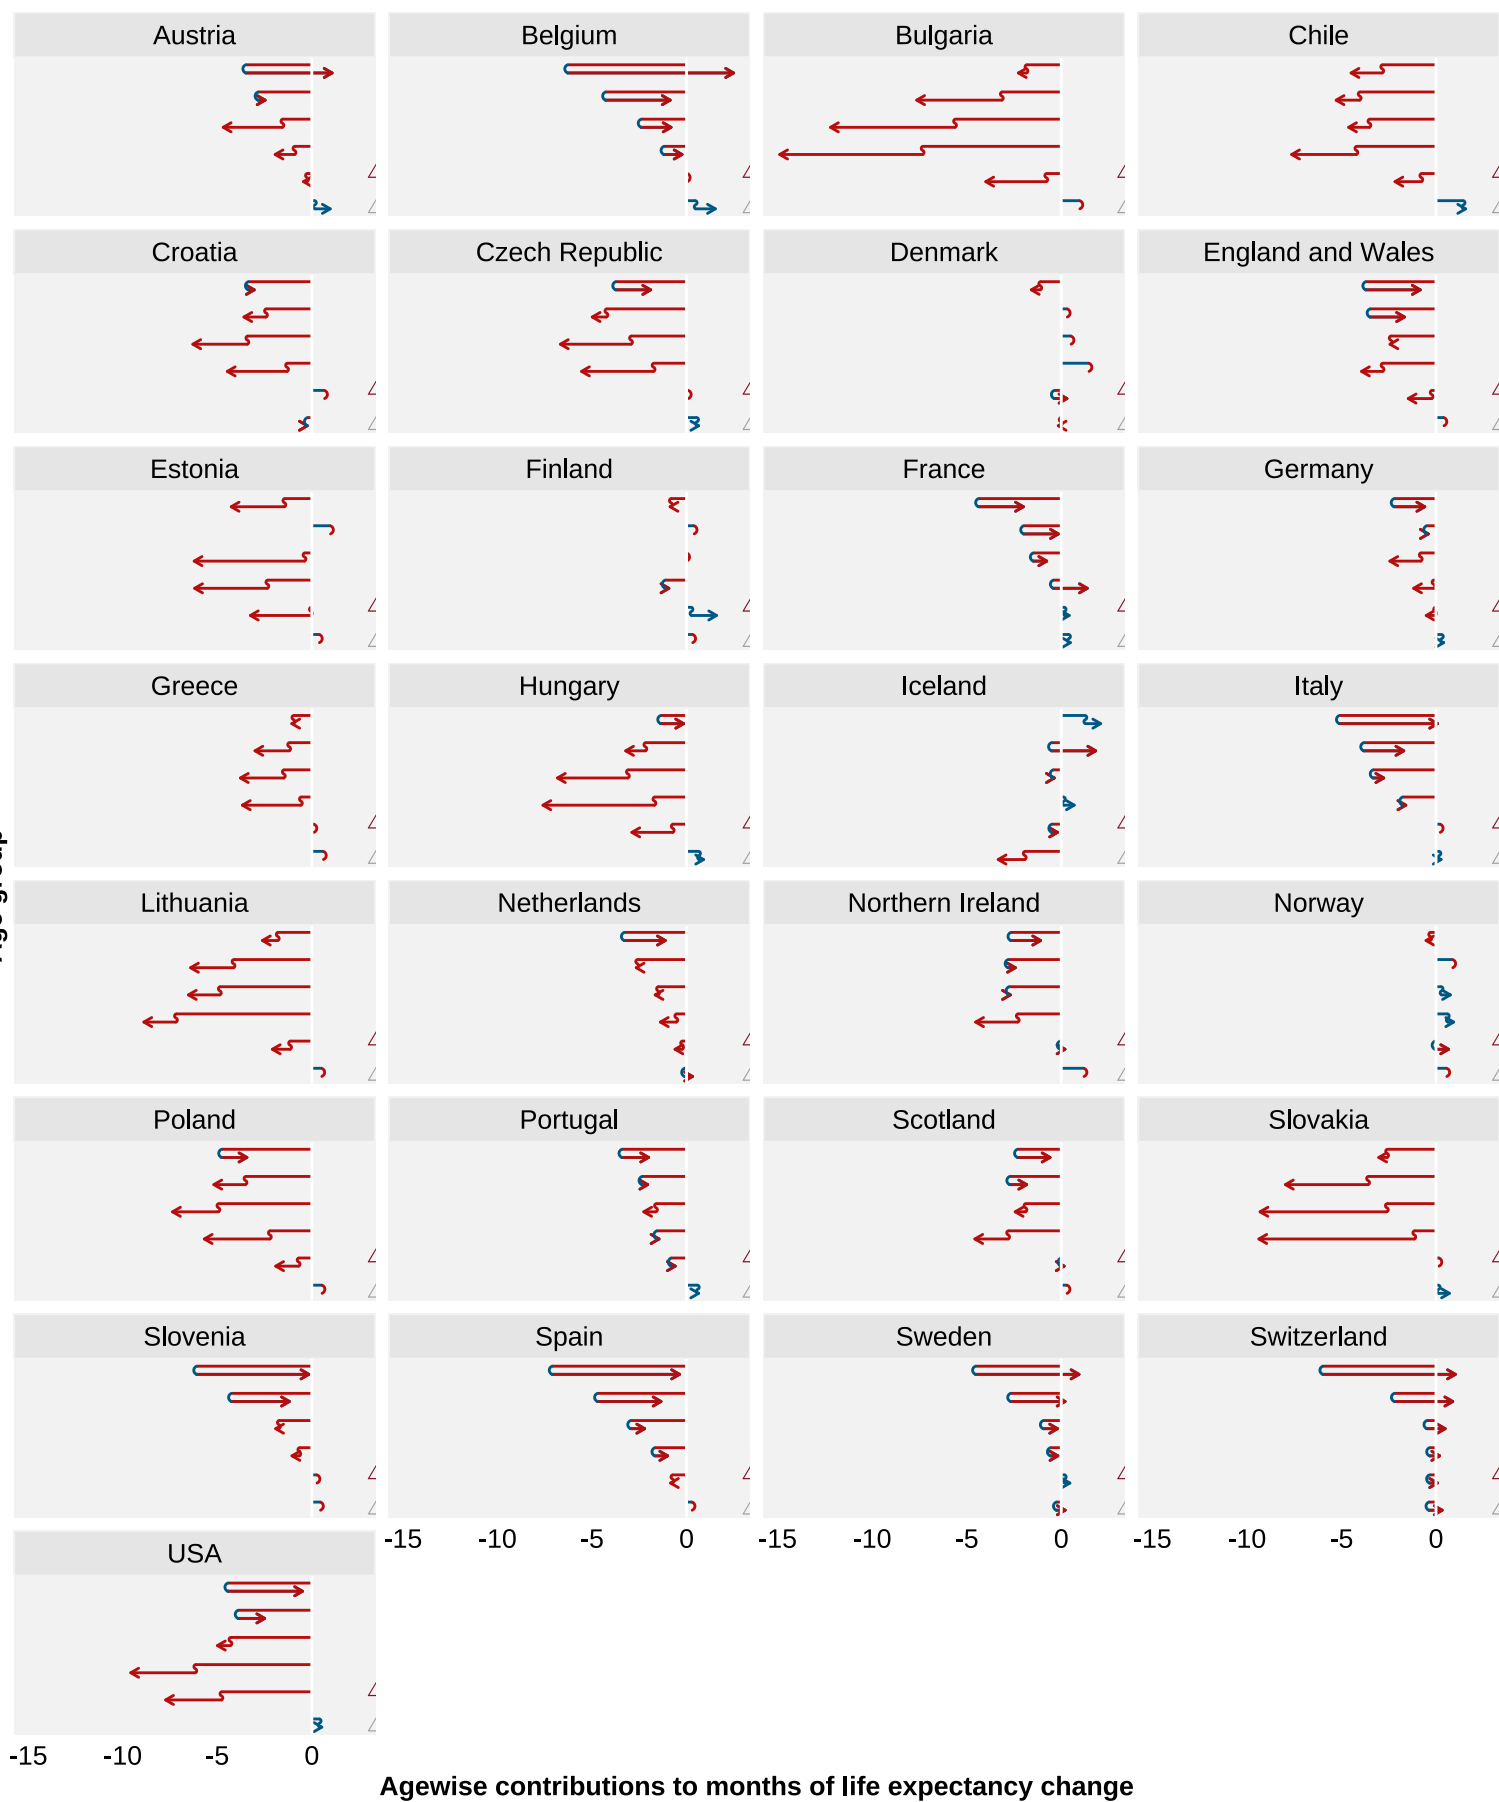 Austria Belgium Bulgaria Chile
Croatia Czech Republic Denmark England and Wales
Estonia Finland France Germany
Greece Hungary Iceland Italy
Lithuania Netherlands Northern Ireland Norway
Poland Portugal Scotland Slovakia
Slovenia Spain Sweden Switzerland
-15 -10 -5 0 -15 -10 -5 0 -15 -10 -5 0
USA
-15 -10 -5 0
Agewise contributions to months of life expectancy change